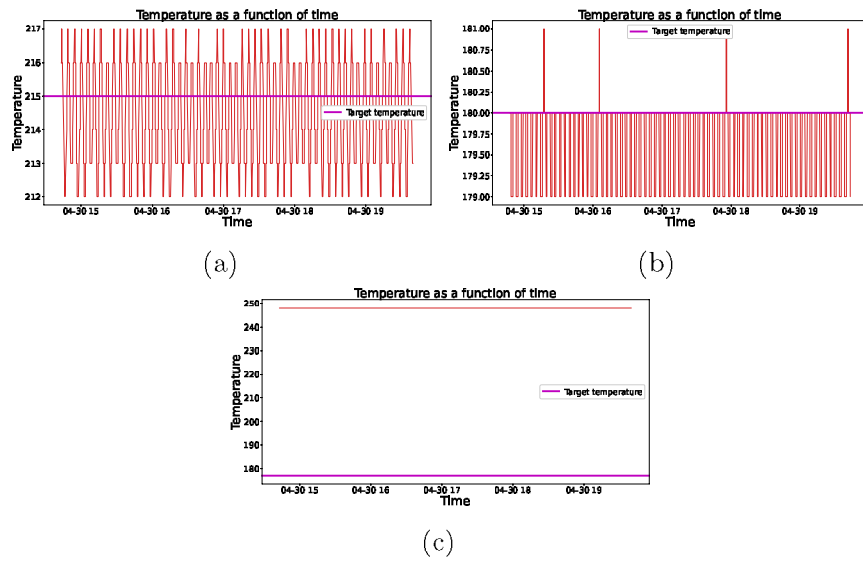 Temperature as a function of time
217
216
215
214
213
212
Temperature
Target temperature
04-30 15 04-30 16 04-30 17 04-30 18 04-30 19
Time
(a)
Temperature as a function of time
181.00
180.75
180.50
180.25
180.00
179.75
179.50
179.25
179.00
Temperature
Target temperature
04-30 15 04-30 16 04-30 17 04-30 18 04-30 19
Time
(b)
Temperature as a function of time
250
240
230
220
210
200
190
180
Temperature
Target temperature
04-30 15 04-30 16 04-30 17 04-30 18 04-30 19
Time
(c)